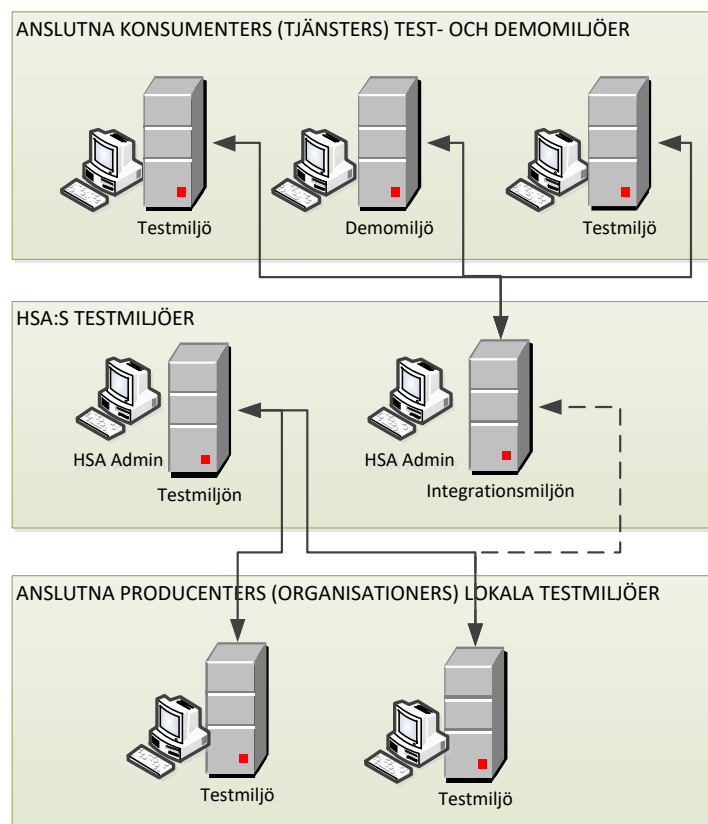 ANSLUTNA KONSUMENTERS (TJÄNSTERS) TEST- OCH DEMOMILJÖER
Testmiljö
Demomiljö
Testmiljö
HSA:S TESTMILJÖER
HSA Admin
Testmiljön
HSA Admin
Integrationsmiljön
ANSLUTNA PRODUCENTERS (ORGANISATIONERS) LOKALA TESTMILJÖER
Testmiljö
Testmiljö